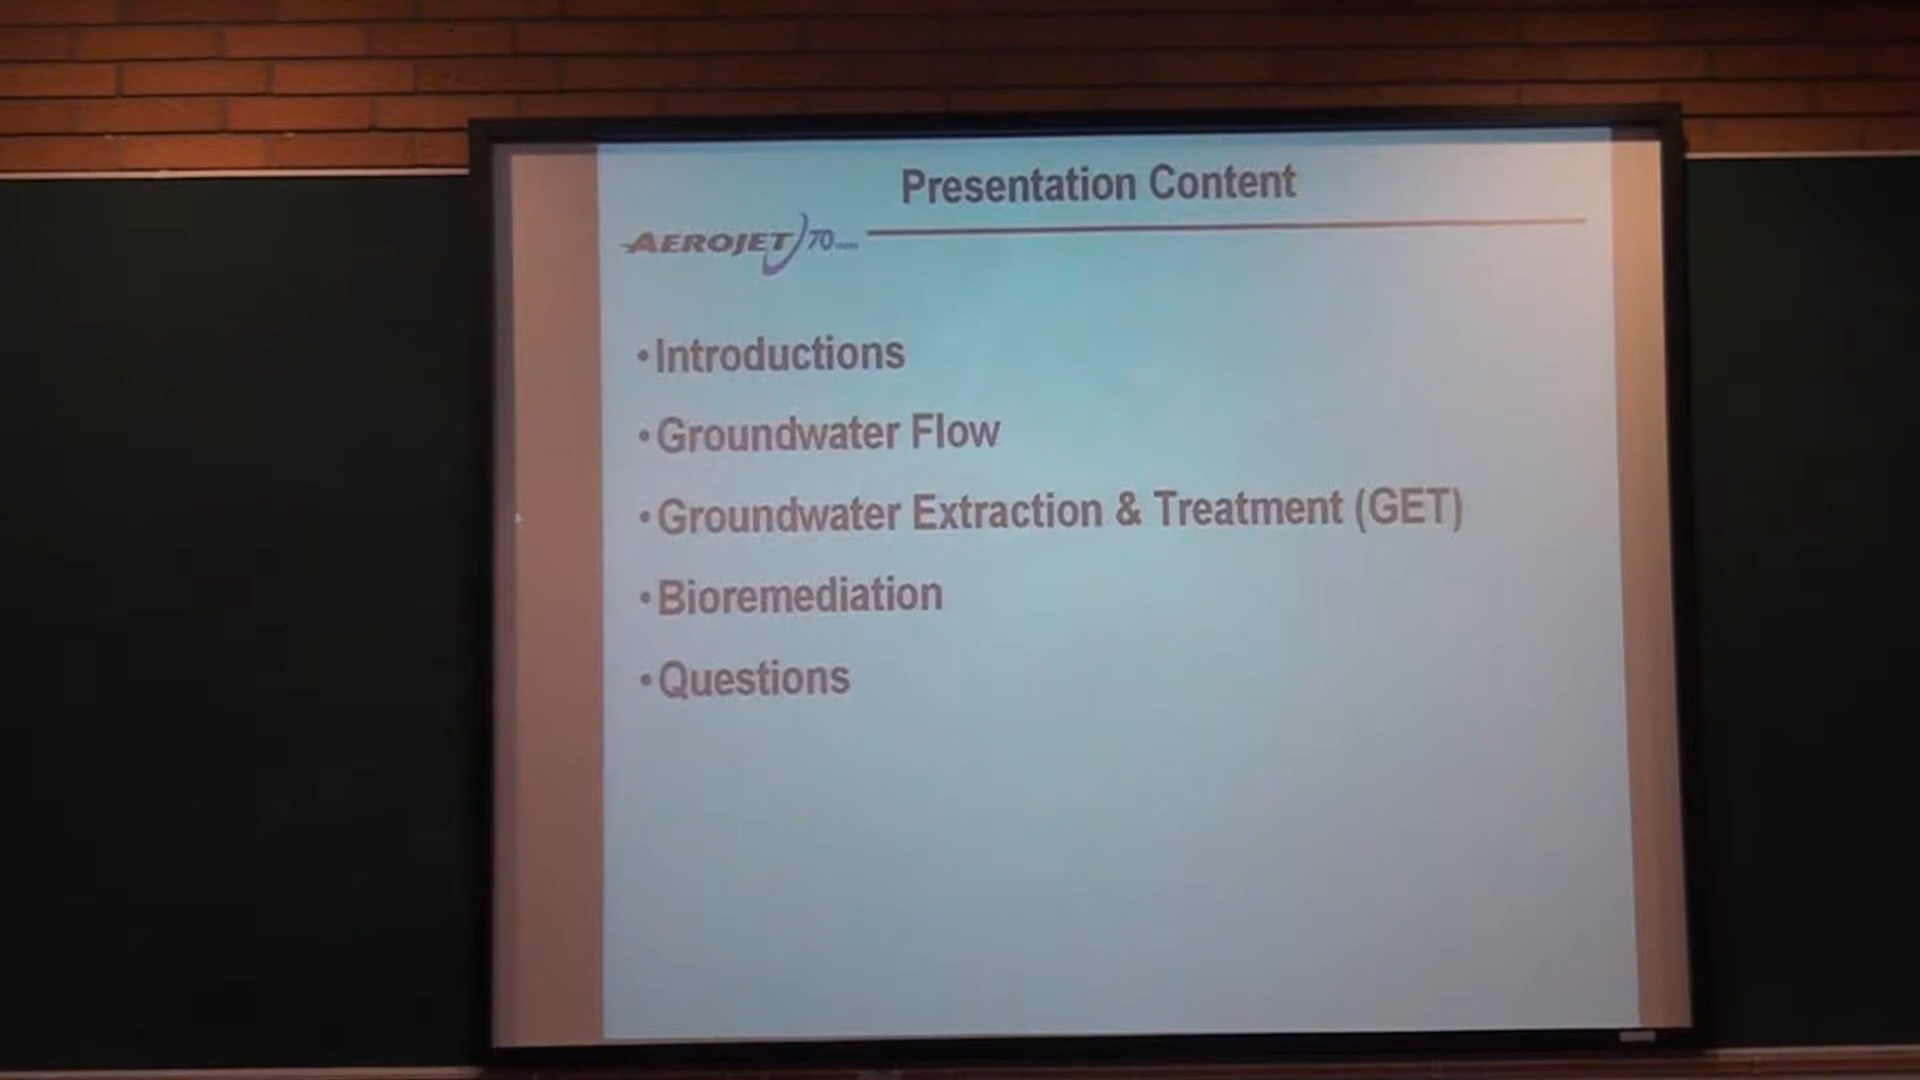 Presentation Content
AEROJET 70
•Introductions
•Groundwater Flow
•Groundwater Extraction & Treatment (GET)
•Bioremediation
•Questions